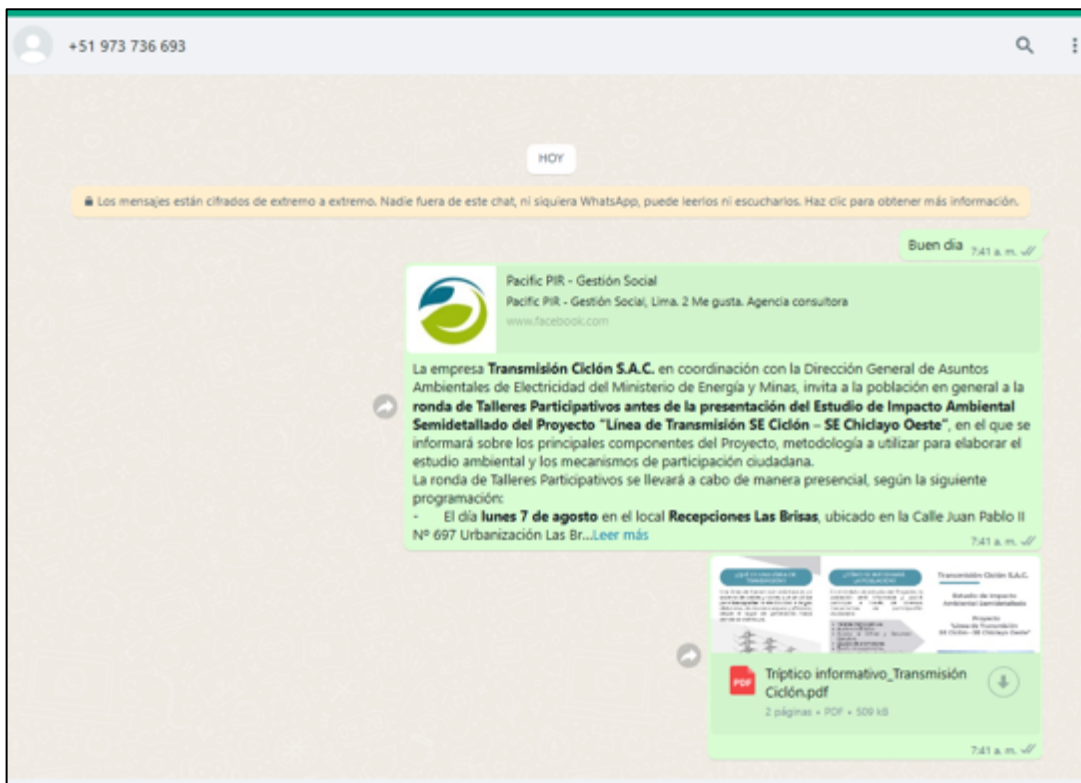 +51 973 736 693
HOY
Los mensajes están cifrados de extremo a extremo. Nadie fuera de este chat, ni siquiera WhatsApp, puede leerlos ni escucharlos. Haz clic para obtener más información.
Buen día 7:41 a. m.
Pacific PIR - Gestión Social
Pacific PIR - Gestión Social, Lima. 2 Me gusta. Agencia consultora
www.facebook.com
La empresa Transmisión Ciclón S.A.C. en coordinación con la Dirección General de Asuntos
Ambientales de Electricidad del Ministerio de Energía y Minas, invita a la población en general a la
ronda de Talleres Participativos antes de la presentación del Estudio de Impacto Ambiental
Semidetallado del Proyecto "Línea de Transmisión SE Ciclón – SE Chiclayo Oeste", en el que se
informará sobre los principales componentes del Proyecto, metodología a utilizar para elaborar el
estudio ambiental y los mecanismos de participación ciudadana.
La ronda de Talleres Participativos se llevará a cabo de manera presencial, según la siguiente
programación:
- El día lunes 7 de agosto en el local Recepciones Las Brisas, ubicado en la Calle Juan Pablo II
Nº 697 Urbanización Las Br...Leer más
7:41 a. m.
Transmisión Ciclón S.A.C.
Estudio de Impacto
Ambiental Semidetallado
Proyecto
"Línea de Transmisión
SE Ciclón - SE Chiclayo Oeste"
PDF
Tríptico informativo_Transmisión
Ciclón.pdf
2 páginas • PDF • 509 kB
7:41 a. m.